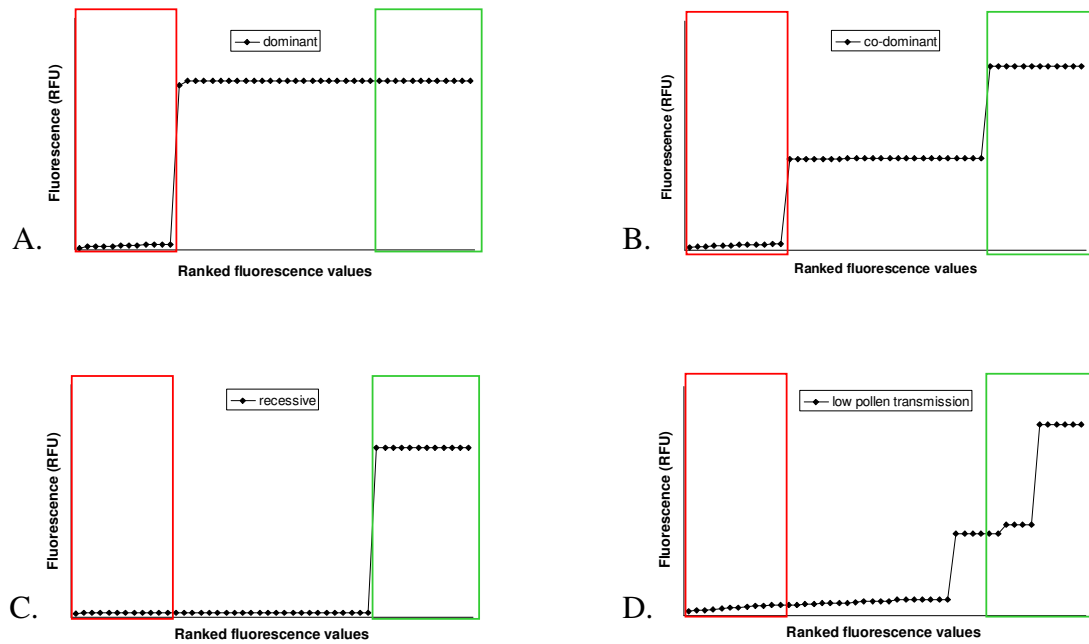 dominant
Fluorescence (RFU)
A.
Ranked fluorescence values
co-dominant
Fluorescence (RFU)
B.
Ranked fluorescence values
recessive
Fluorescence (RFU)
C.
Ranked fluorescence values
low pollen transmission
Fluorescence (RFU)
D.
Ranked fluorescence values